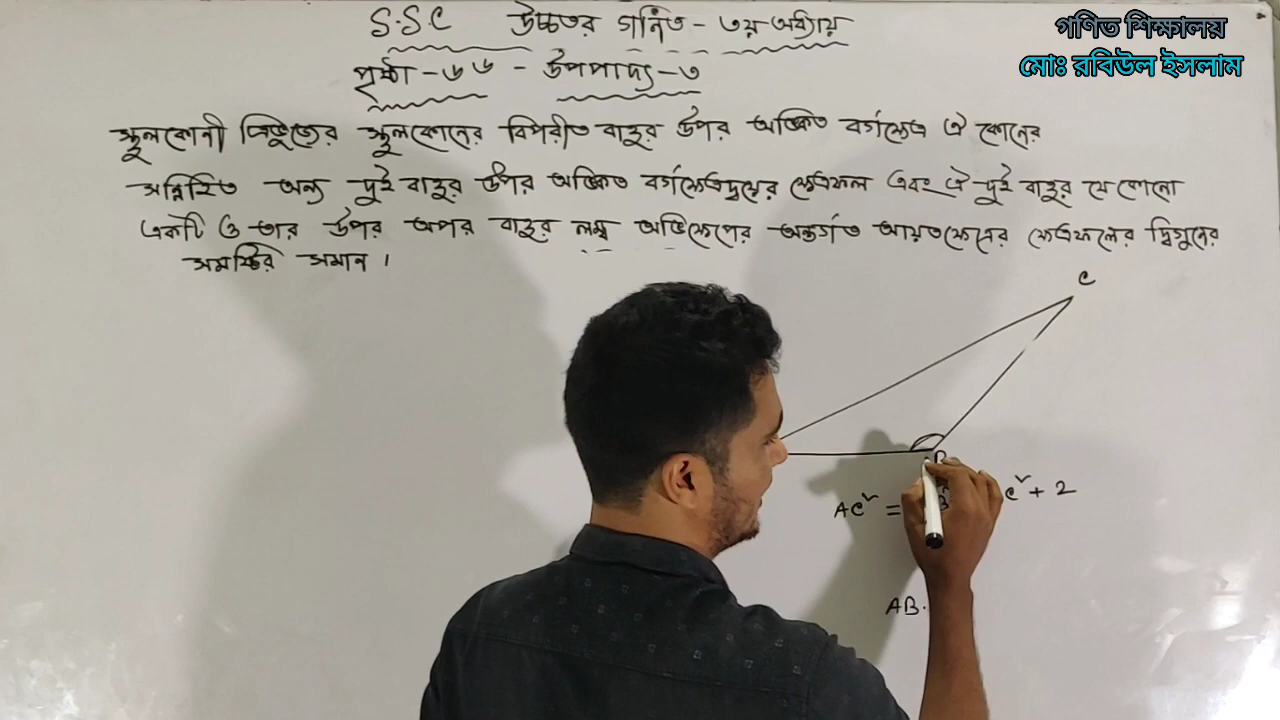 S.S.C উচ্চতর গণিত - ৩য় অধ্যায়
গণিত শিক্ষালয়
মোঃ রবিউল ইসলাম
পৃষ্ঠা - ৬৬ - উপপাদ্য - ৩
স্থূলকোণী ত্রিভুজের স্থূলকোণের বিপরীত বাহুর উপর অঙ্কিত বর্গক্ষেত্র ঐ কোণের
সন্নিহিত অন্য দুই বাহুর উপর অঙ্কিত বর্গক্ষেত্রদ্বয়ের ক্ষেত্রফল এবং ঐ দুই বাহুর যে কোনো
একটি ও তার উপর অপর বাহুর লম্ব অভিক্ষেপের অন্তর্গত আয়তক্ষেত্রের ক্ষেত্রফলের দ্বিগুনের
সমষ্টির সমান ।
C
B
AC² = C² + 2
AB.